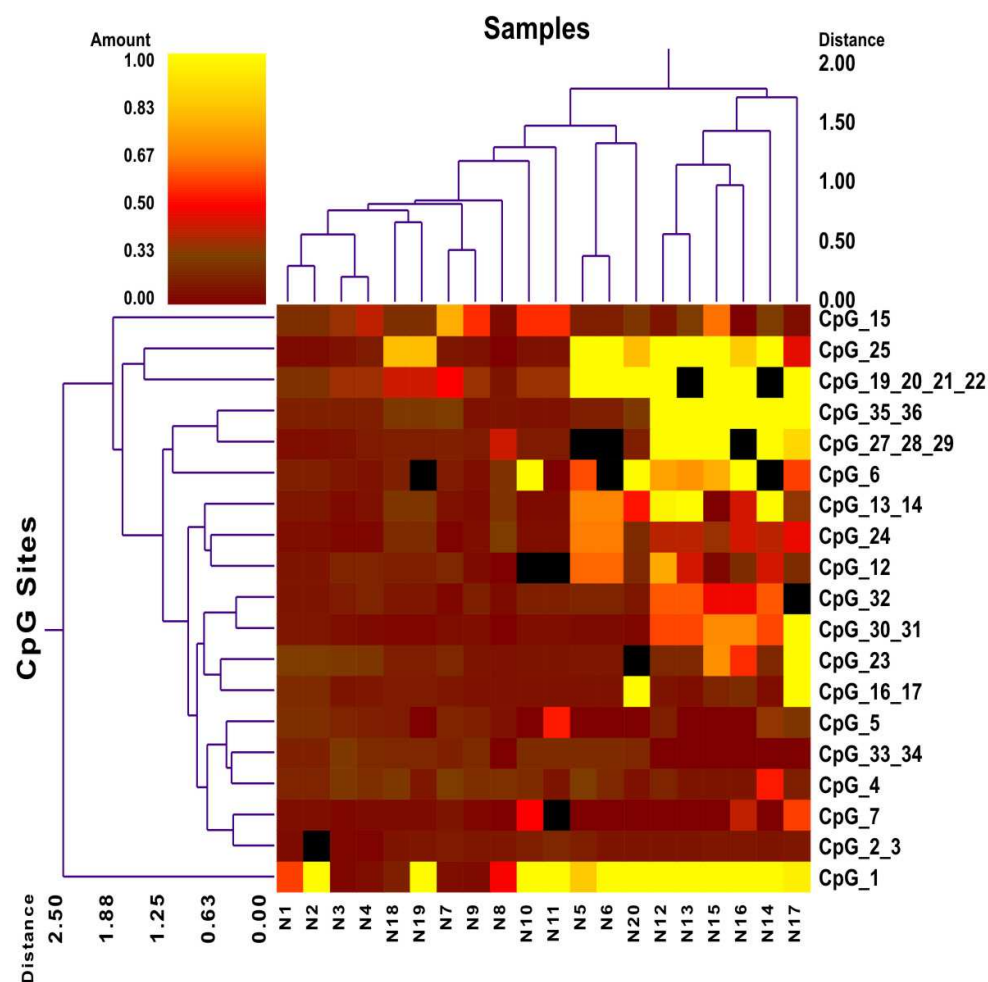 Samples
Amount
1.00
0.83
0.67
0.50
0.33
0.00
Distance
2.00
1.50
1.00
0.50
0.00
CpG_15
CpG_25
CpG_19_20_21_22
CpG_35_36
CpG_27_28_29
CpG_6
CpG_13_14
CpG_24
CpG_12
CpG_32
CpG_30_31
CpG_23
CpG_16_17
CpG_5
CpG_33_34
CpG_4
CpG_7
CpG_2_3
CpG_1
CpG Sites
Distance
2.50
1.88
1.25
0.63
0.00
N1
N2
N3
N4
N18
N19
N7
N9
N8
N10
N11
N5
N6
N20
N12
N13
N15
N16
N14
N17